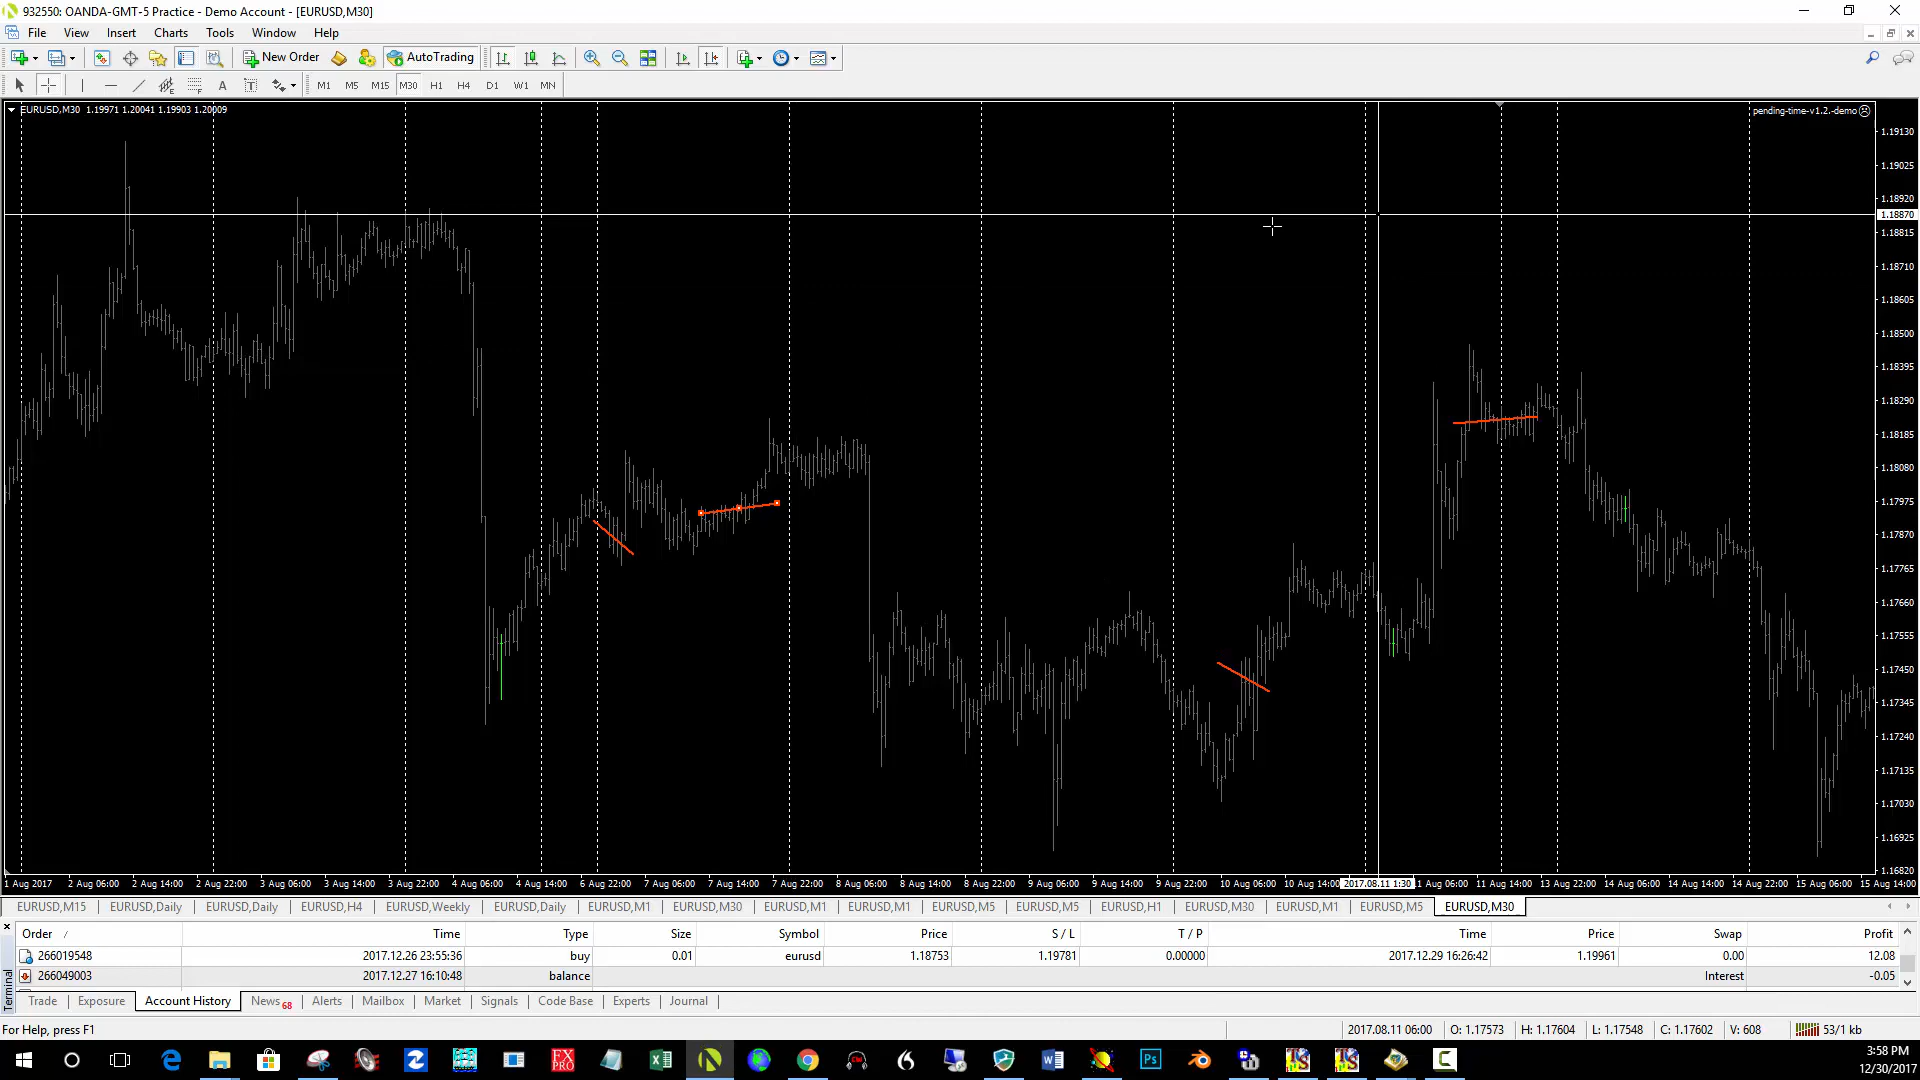 932550: OANDA-GMT-5 Practice - Demo Account - [EURUSD,M30]
File View Insert Charts Tools Window Help
New Order AutoTrading
A T M1 M5 M15 M30 H1 H4 D1 W1 MN
EURUSD,M30 1.19971 1.20041 1.19903 1.20009
pending-time-v1.2.-demo
1.19130
1.19025
1.18920
1.18870
1.18815
1.18710
1.18605
1.18500
1.18395
1.18290
1.18185
1.18080
1.17975
1.17870
1.17765
1.17660
1.17555
1.17450
1.17345
1.17240
1.17135
1.17030
1.16925
1.16820
1 Aug 2017 2 Aug 06:00 2 Aug 14:00 2 Aug 22:00 3 Aug 06:00 3 Aug 14:00 3 Aug 22:00 4 Aug 06:00 4 Aug 14:00 6 Aug 22:00 7 Aug 06:00 7 Aug 14:00 7 Aug 22:00 8 Aug 06:00 8 Aug 14:00 8 Aug 22:00 9 Aug 06:00 9 Aug 14:00 9 Aug 22:00 10 Aug 06:00 10 Aug 14:00 2017.08.11 1:30 11 Aug 06:00 11 Aug 14:00 13 Aug 22:00 14 Aug 06:00 14 Aug 14:00 14 Aug 22:00 15 Aug 06:00 15 Aug 14:00
EURUSD,M15 EURUSD,Daily EURUSD,Daily EURUSD,H4 EURUSD,Weekly EURUSD,Daily EURUSD,M1 EURUSD,M30 EURUSD,M1 EURUSD,M1 EURUSD,M5 EURUSD,M5 EURUSD,H1 EURUSD,M30 EURUSD,M1 EURUSD,M5 EURUSD,M30
Order / Time Type Size Symbol Price S / L T / P Time Price Swap Profit
266019548 2017.12.26 23:55:36 buy 0.01 eurusd 1.18753 1.19781 0.00000 2017.12.29 16:26:42 1.19961 0.00 12.08
266049003 2017.12.27 16:10:48 balance Interest -0.05
Terminal
Trade Exposure Account History News 68 Alerts Mailbox Market Signals Code Base Experts Journal
For Help, press F1 2017.08.11 06:00 O: 1.17573 H: 1.17604 L: 1.17548 C: 1.17602 V: 608 53/1 kb
FX PRO Ps
3:58 PM
12/30/2017